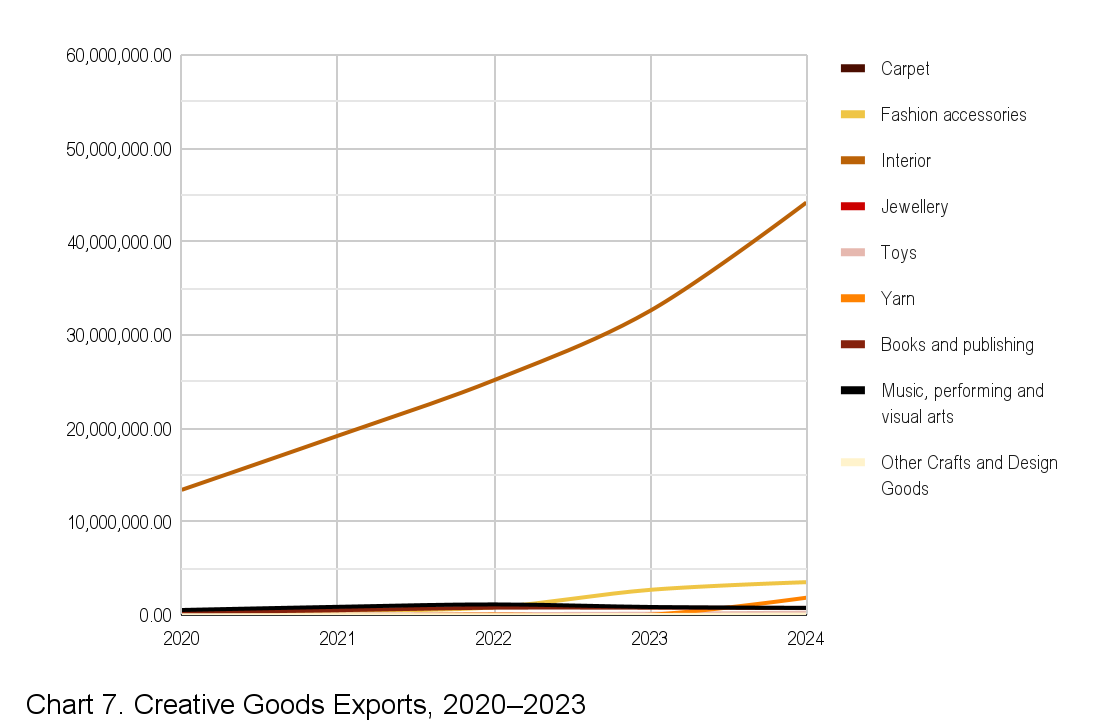 60,000,000.00
50,000,000.00
40,000,000.00
30,000,000.00
20,000,000.00
10,000,000.00
0.00
2020
2021
2022
2023
2024
Carpet
Fashion accessories
Interior
Jewellery
Toys
Yarn
Books and publishing
Music, performing and
visual arts
Other Crafts and Design
Goods
Chart 7. Creative Goods Exports, 2020–2023